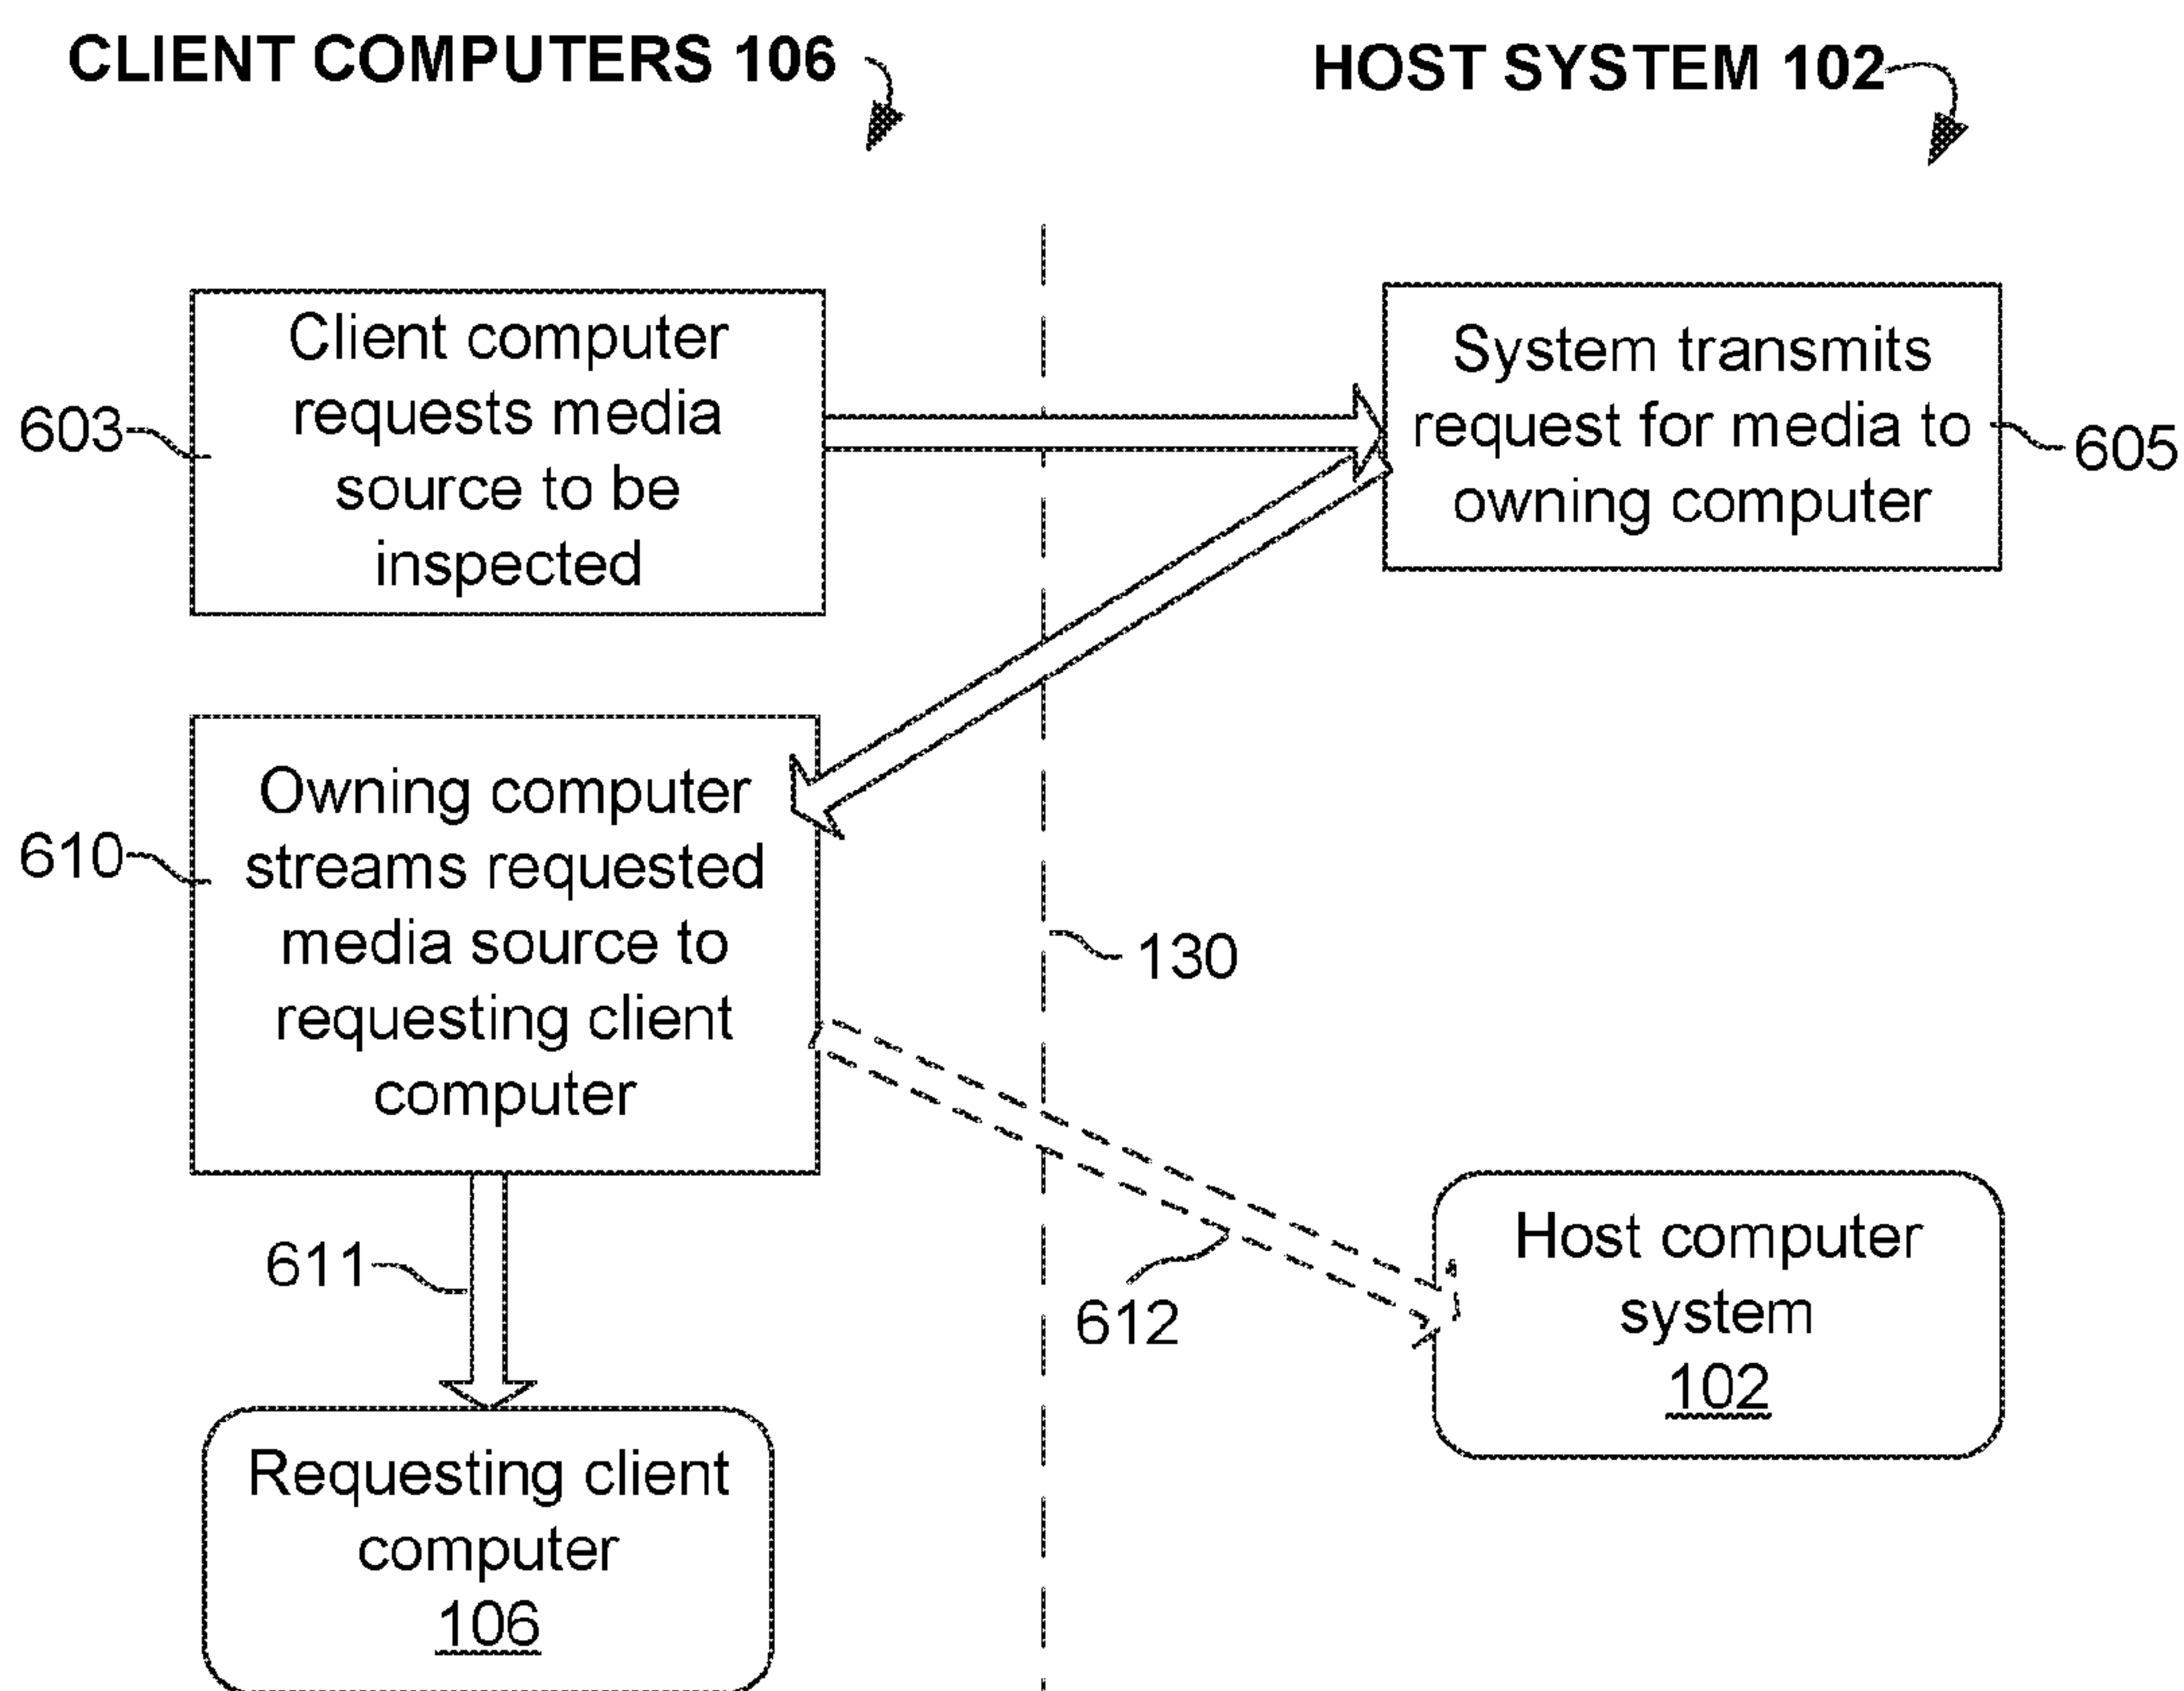 CLIENT COMPUTERS 106
HOST SYSTEM 102
Client computer
requests media
source to be
inspected
603
System transmits
request for media to
owning computer
605
Owning computer
streams requested
media source to
requesting client
computer
610
130
611
612
Host computer
system
102
Requesting client
computer
106